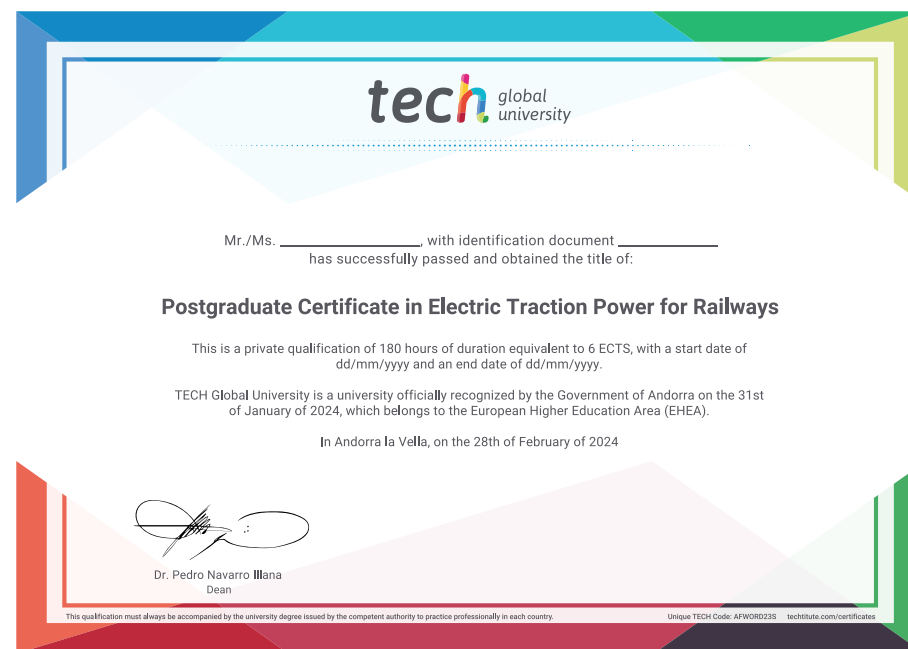 tech global
university
Mr./Ms. ____________, with identification document ____________
has successfully passed and obtained the title of:
Postgraduate Certificate in Electric Traction Power for Railways
This is a private qualification of 180 hours of duration equivalent to 6 ECTS, with a start date of
dd/mm/yyyy and an end date of dd/mm/yyyy.
TECH Global University is a university officially recognized by the Government of Andorra on the 31st
of January of 2024, which belongs to the European Higher Education Area (EHEA).
In Andorra la Vella, on the 28th of February of 2024
Dr. Pedro Navarro Illana
Dean
This qualification must always be accompanied by the university degree issued by the competent authority to practice professionally in each country.
Unique TECH Code: AFWORD23S techtitute.com/certificates